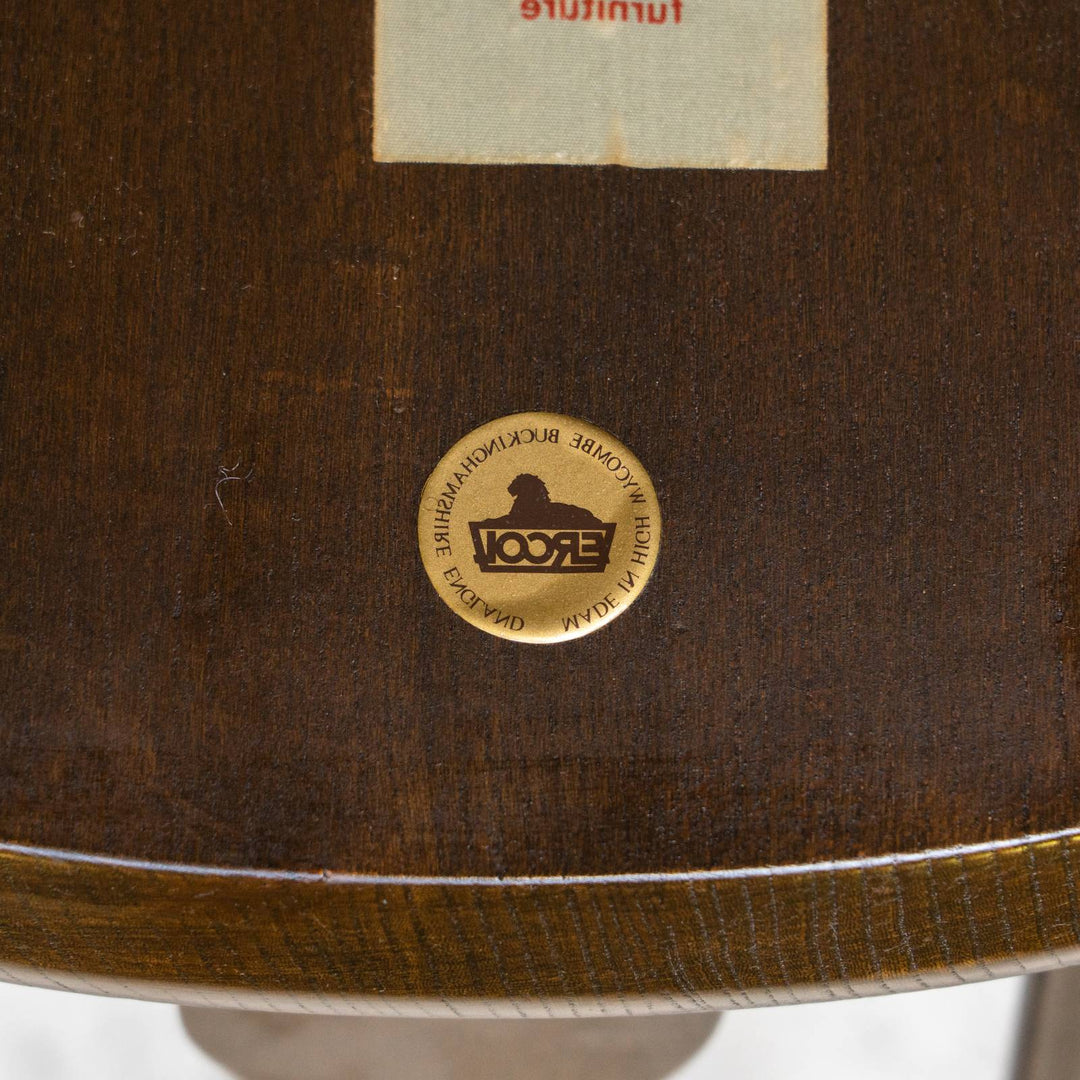 furniture
MADE IN HIGH WYCOMBE BUCKINGHAMSHIRE ENGLAND
ERCOL